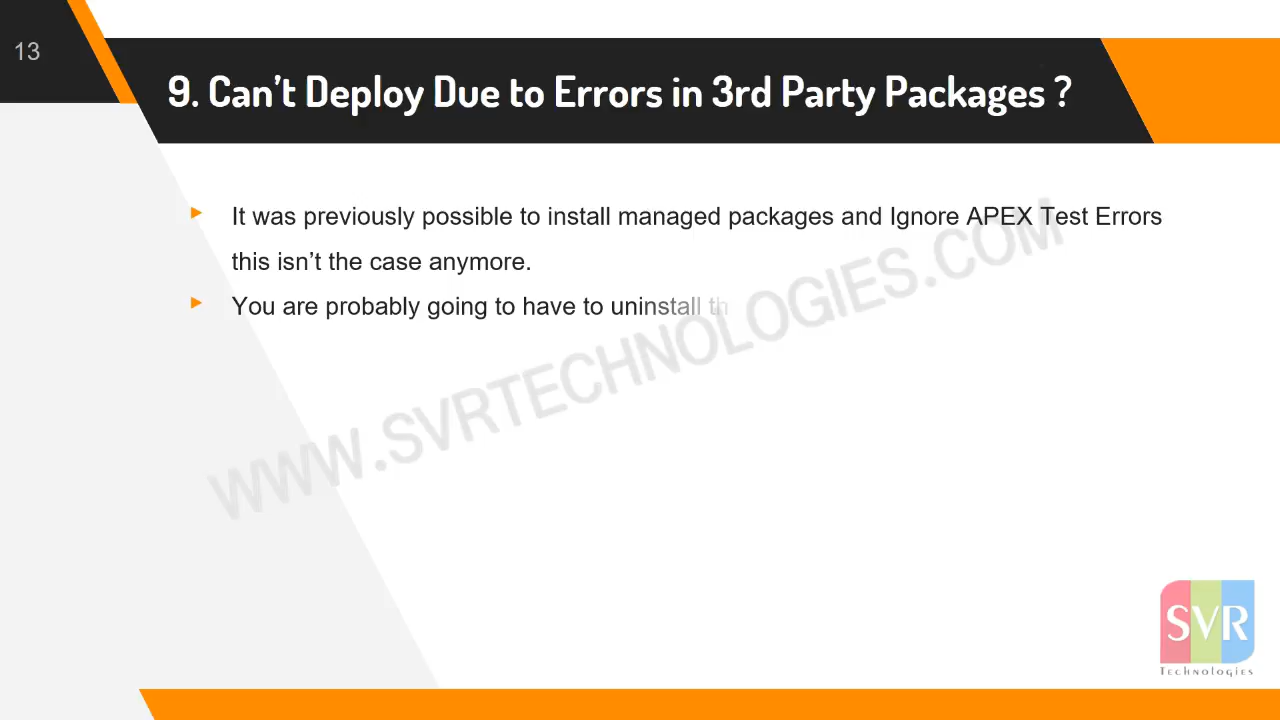 13
9. Can’t Deploy Due to Errors in 3rd Party Packages ?
It was previously possible to install managed packages and Ignore APEX Test Errors
this isn’t the case anymore.
You are probably going to have to uninstall
WWW.SVRTECHNOLOGIES.COM
SVR
Technologies